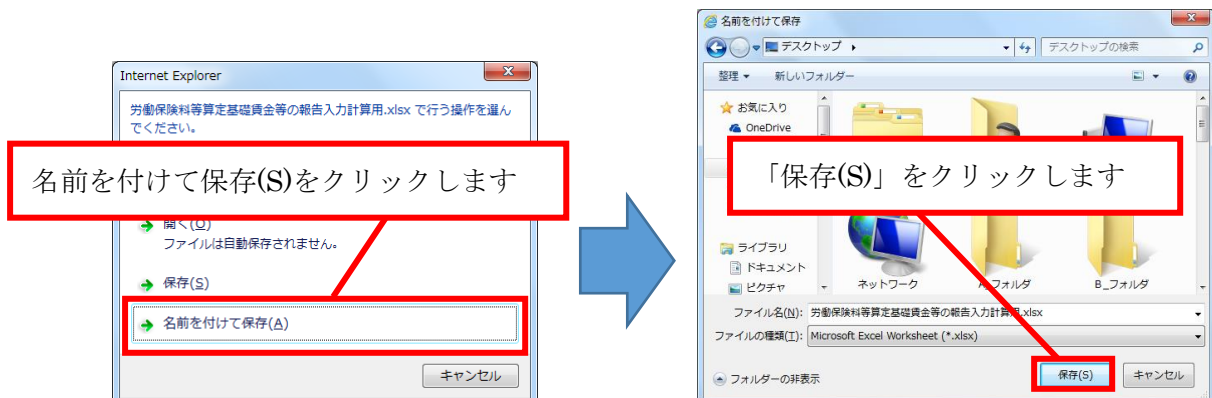 Internet Explorer
労働保険料等算定基礎賃金等の報告入力計算用.xlsx で行う操作を選ん
でください。
名前を付けて保存(S)をクリックします
開く(O)
ファイルは自動保存されません。
保存(S)
名前を付けて保存(A)
キャンセル
名前を付けて保存
デスクトップ
デスクトップの検索
整理
新しいフォルダー
お気に入り
OneDrive
「保存(S)」をクリックします
ライブラリ
ドキュメント
ピクチャ
ネットワーク
A_フォルダ
B_フォルダ
ファイル名(N): 労働保険料等算定基礎賃金等の報告入力計算用.xlsx
ファイルの種類(T): Microsoft Excel Worksheet (*.xlsx)
フォルダーの非表示
保存(S)
キャンセル